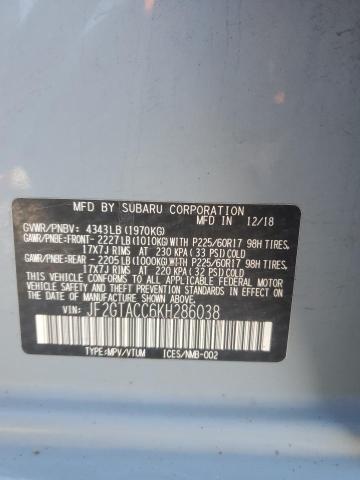 MFD BY SUBARU CORPORATION
GVWR/PNBV: 4343LB (1970KG) MFD IN 12/18
GAWR/PNBE: FRONT- 2227LB(1010KG) WITH P225/60R17 98H TIRES,
17X7J RIMS AT 230 KPA (33 PSI) COLD
GAWR/PNBE: REAR - 2205LB(1000KG) WITH P225/60R17 98H TIRES,
17X7J RIMS AT 220 KPA (32 PSI) COLD
THIS VEHICLE CONFORMS TO ALL APPLICABLE FEDERAL MOTOR
VEHICLE SAFETY, BUMPER, AND THEFT PREVENTION STANDARDS IN
EFFECT ON THE DATE OF MANUFACTURE SHOWN ABOVE.
VIN: JF2GTACC6KH286038
TYPE:MPV/VTUM ICES/NMB-002